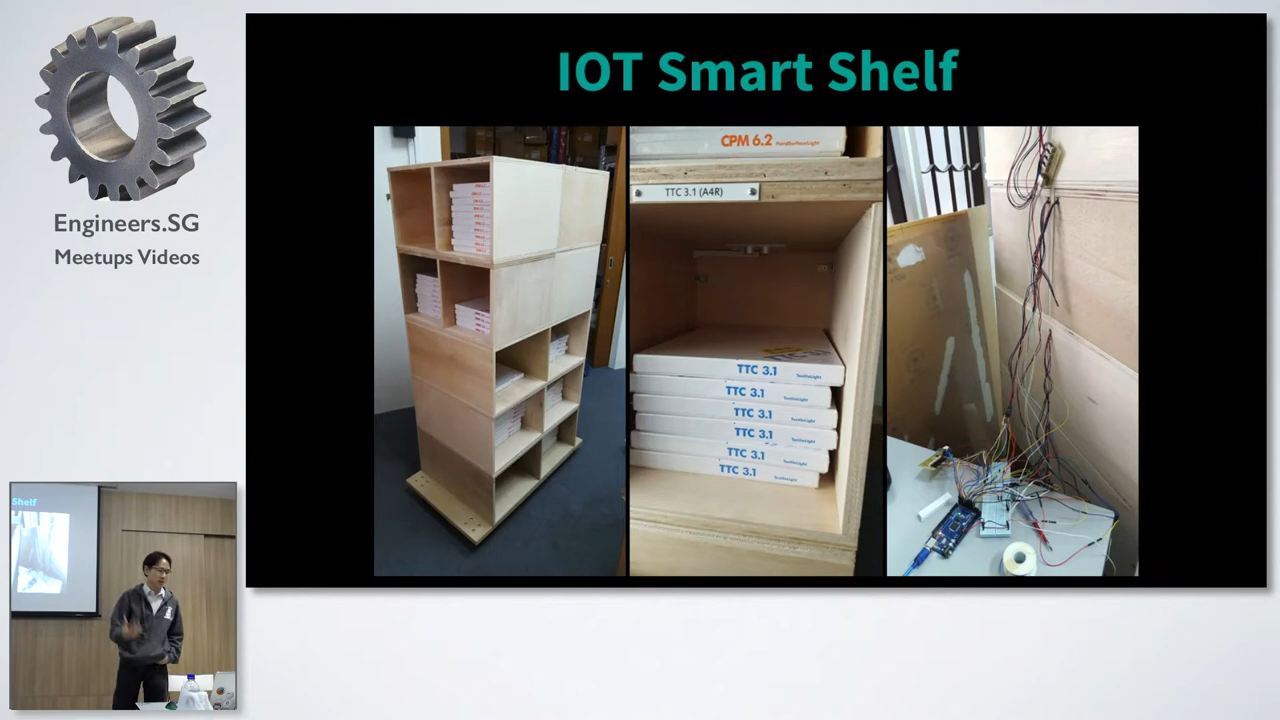 Engineers.SG
Meetups Videos
IOT Smart Shelf
CPM 6.2
TTC 3.1 (A4R)
TTC 3.1
TTC 3.1
TTC 3.1
TTC 3.1
TTC 3.1
TTC 3.1
Shelf